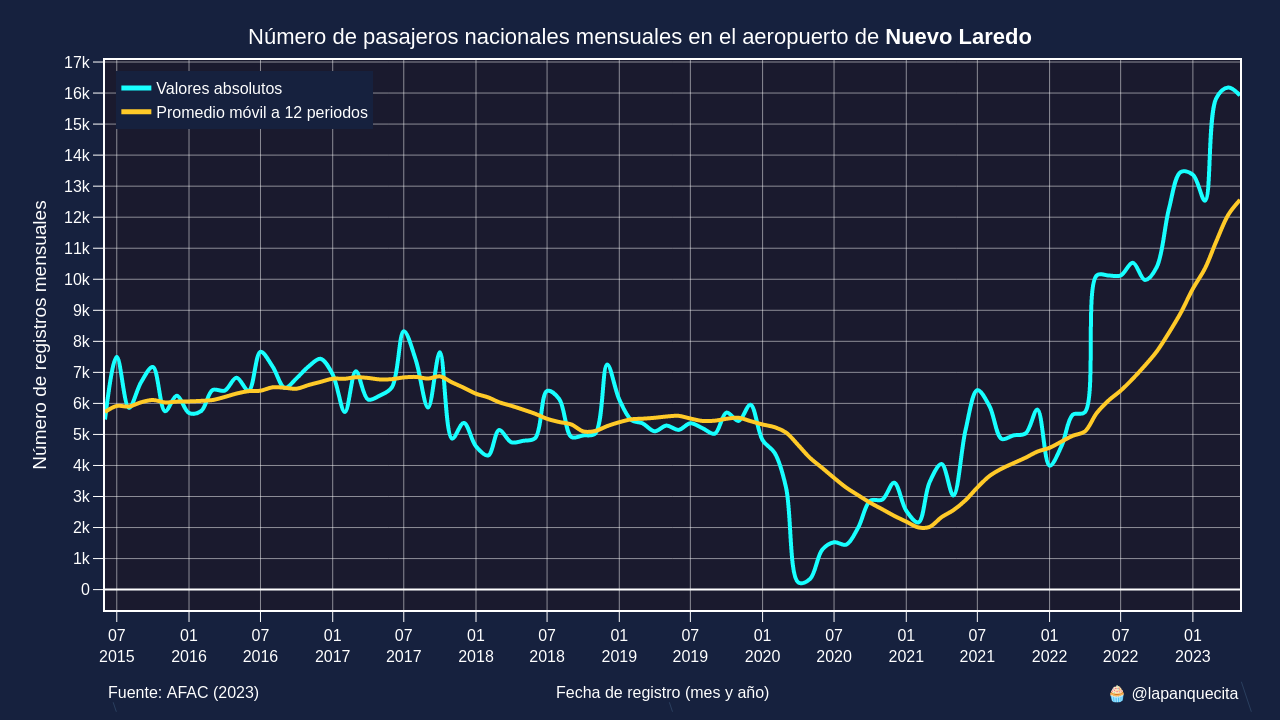 Número de pasajeros nacionales mensuales en el aeropuerto de Nuevo Laredo
Valores absolutos
Promedio móvil a 12 periodos
Número de registros mensuales
17k
16k
15k
14k
13k
12k
11k
10k
9k
8k
7k
6k
5k
4k
3k
2k
1k
0
07 01 07 01 07 01 07 01 07 01 07 01 07 01 07 01
2015 2016 2016 2017 2017 2018 2018 2019 2019 2020 2020 2021 2021 2022 2022 2023
Fuente: AFAC (2023) Fecha de registro (mes y año) 🧁 @lapanquecita